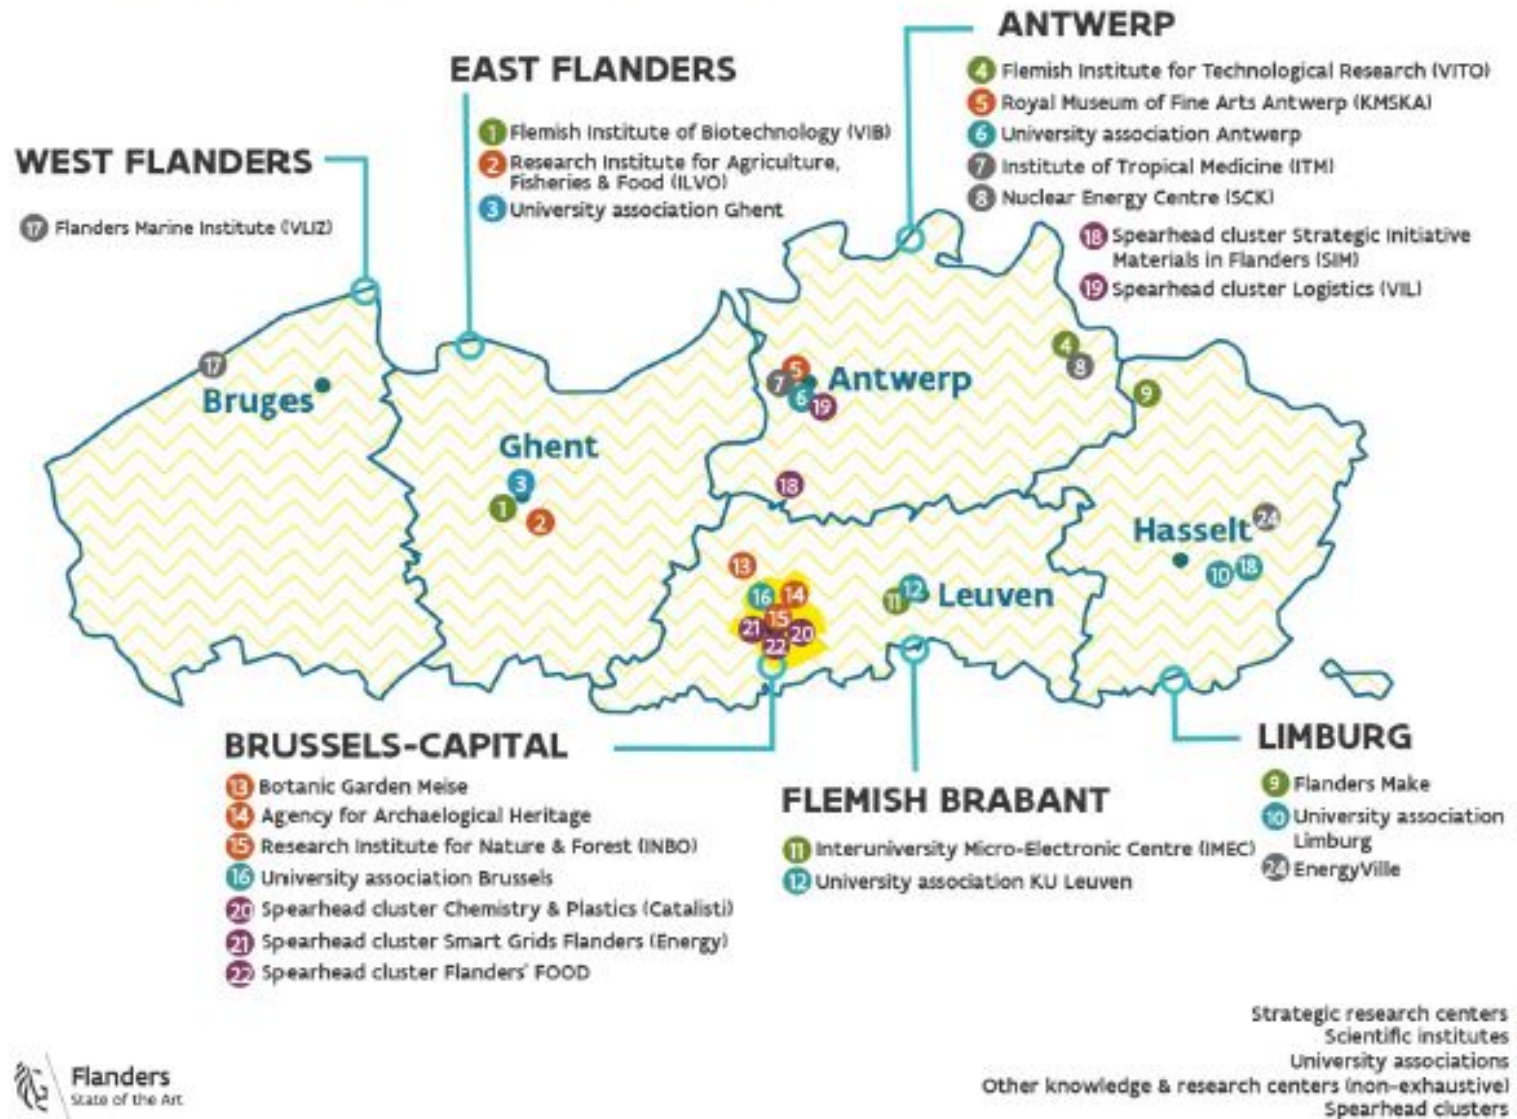 ANTWERP
4 Flemish Institute for Technological Research (VITO)
5 Royal Museum of Fine Arts Antwerp (KMSKA)
6 University association Antwerp
7 Institute of Tropical Medicine (ITM)
8 Nuclear Energy Centre (SCK)
18 Spearhead cluster Strategic Initiative
Materials in Flanders (SIM)
19 Spearhead cluster Logistics (VIL)
EAST FLANDERS
1 Flemish Institute of Biotechnology (VIB)
2 Research Institute for Agriculture,
Fisheries & Food (ILVO)
3 University association Ghent
WEST FLANDERS
17 Flanders Marine Institute (VLIZ)
17
Bruges
Ghent
3
1
2
5
7
6
19
Antwerp
18
4
8
9
Hasselt
24
10
18
13
16
14
15
21
20
22
11
12
Leuven
BRUSSELS-CAPITAL
13 Botanic Garden Meise
14 Agency for Archaelogical Heritage
15 Research Institute for Nature & Forest (INBO)
16 University association Brussels
20 Spearhead cluster Chemistry & Plastics (Catalisti)
21 Spearhead cluster Smart Grids Flanders (Energy)
22 Spearhead cluster Flanders' FOOD
FLEMISH BRABANT
11 Interuniversity Micro-Electronic Centre (IMEC)
12 University association KU Leuven
LIMBURG
9 Flanders Make
10 University association
Limburg
24 EnergyVille
Flanders
State of the Art
Strategic research centers
Scientific institutes
University associations
Other knowledge & research centers (non-exhaustive)
Spearhead clusters